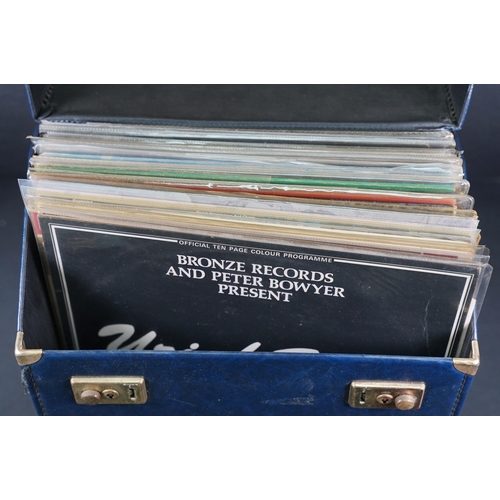 OFFICIAL TEN PAGE COLOUR PROGRAMME
BRONZE RECORDS
AND PETER BOWYER
PRESENT